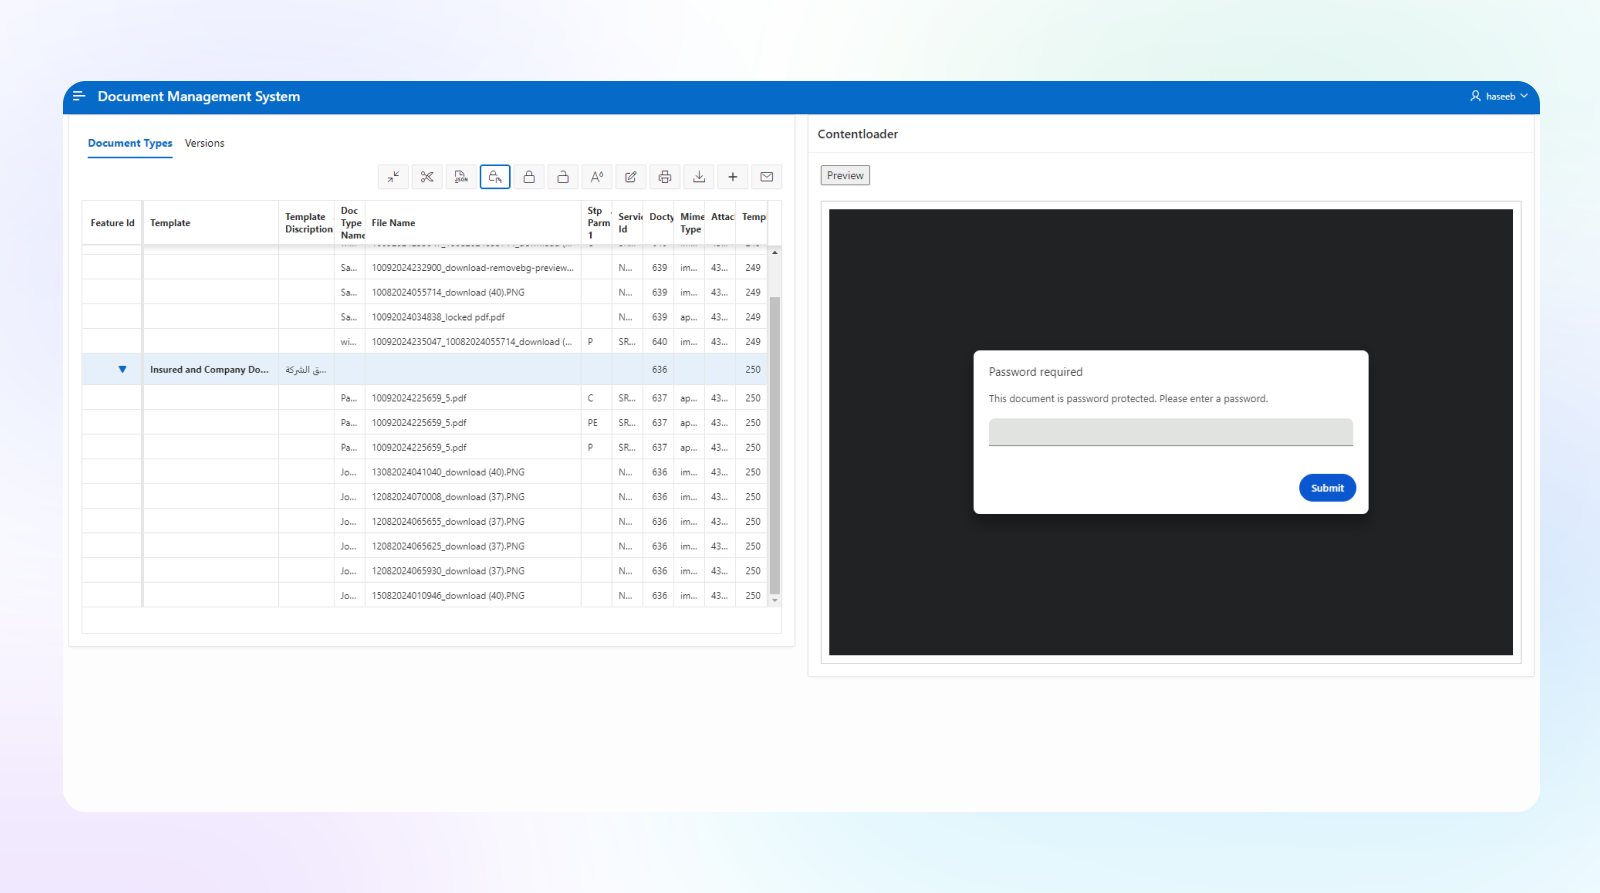 Document Management System
haseeb
Document Types Versions
Contentloader
Preview
JSON
Feature Id Template Template Discription Doc Type Name File Name Stp Parm 1 Servic Id Docty Mime Type Attac Templ
Sa... 10092024232900_download-removebg-preview... N... 639 im... 43... 249
Sa... 10082024055714_download (40).PNG N... 639 im... 43... 249
Sa... 10092024034838_locked pdf.pdf N... 639 ap... 43... 249
wi... 10092024235047_10082024055714_download (... P SR... 640 im... 43... 249
Insured and Company Do... ق الشركة... 636 250
Pa... 10092024225659_5.pdf C SR... 637 ap... 43... 250
Pa... 10092024225659_5.pdf PE SR... 637 ap... 43... 250
Pa... 10092024225659_5.pdf P SR... 637 ap... 43... 250
Jo... 13082024041040_download (40).PNG N... 636 im... 43... 250
Jo... 12082024070008_download (37).PNG N... 636 im... 43... 250
Jo... 12082024065655_download (37).PNG N... 636 im... 43... 250
Jo... 12082024065625_download (37).PNG N... 636 im... 43... 250
Jo... 12082024065930_download (37).PNG N... 636 im... 43... 250
Jo... 15082024010946_download (40).PNG N... 636 im... 43... 250
Password required
This document is password protected. Please enter a password.
Submit